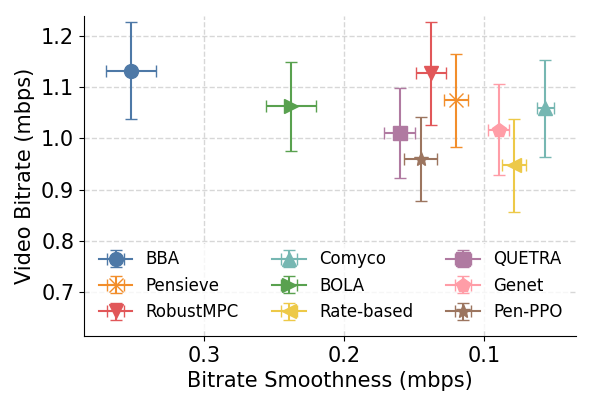 1.2
1.1
1.0
0.9
0.8
0.7
Video Bitrate (mbps)
BBA
Comyco
QUETRA
Pensieve
BOLA
Genet
RobustMPC
Rate-based
Pen-PPO
0.3
0.2
0.1
Bitrate Smoothness (mbps)